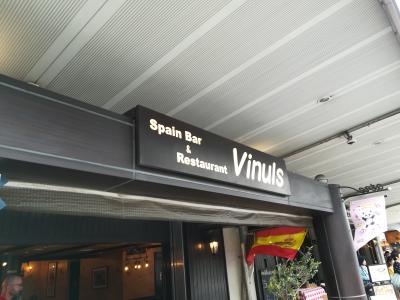 Spain Bar
&
Restaurant
Vinuls